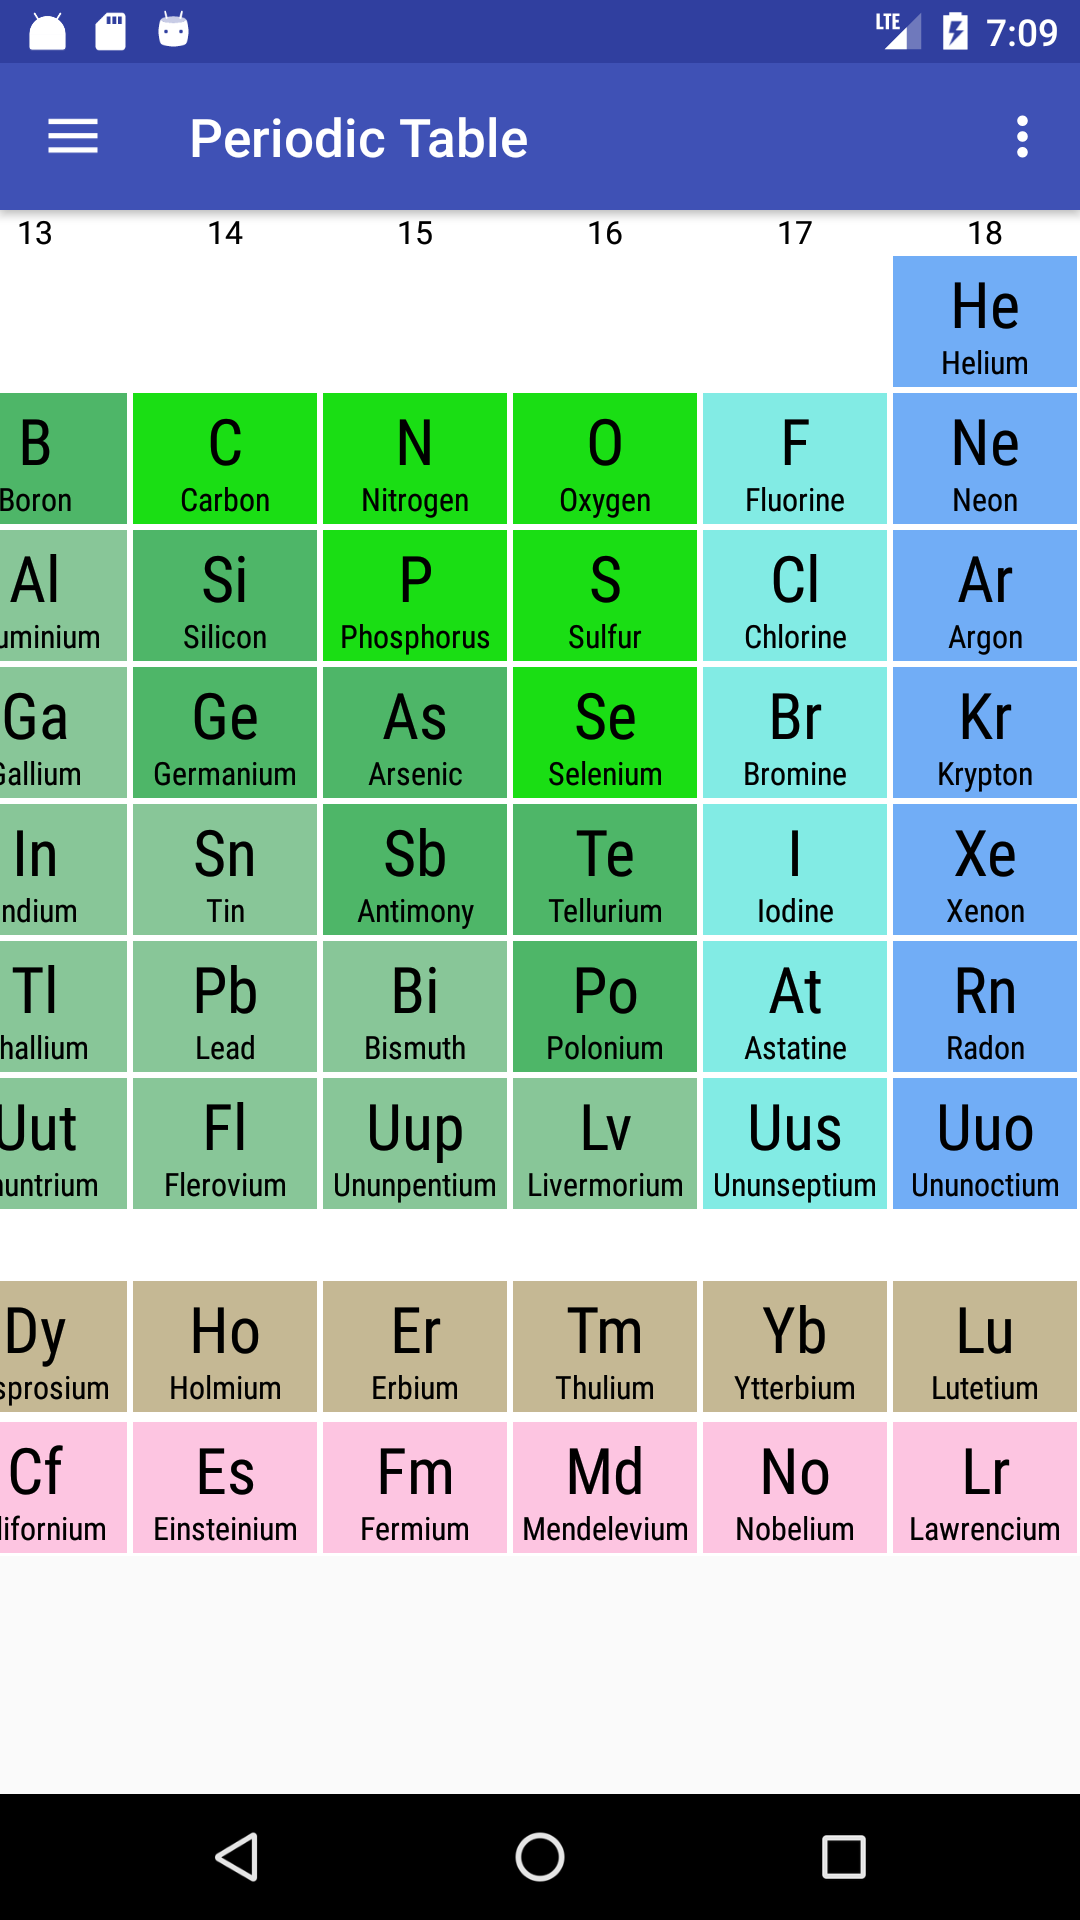 LTE 7:09
Periodic Table
13 14 15 16 17 18
He
Helium
B C N O F Ne
Boron Carbon Nitrogen Oxygen Fluorine Neon
Al Si P S Cl Ar
uminium Silicon Phosphorus Sulfur Chlorine Argon
Ga Ge As Se Br Kr
Gallium Germanium Arsenic Selenium Bromine Krypton
In Sn Sb Te I Xe
ndium Tin Antimony Tellurium Iodine Xenon
Tl Pb Bi Po At Rn
hallium Lead Bismuth Polonium Astatine Radon
Uut Fl Uup Lv Uus Uuo
untrium Flerovium Ununpentium Livermorium Ununseptium Ununoctium
Dy Ho Er Tm Yb Lu
sprosium Holmium Erbium Thulium Ytterbium Lutetium
Cf Es Fm Md No Lr
lifornium Einsteinium Fermium Mendelevium Nobelium Lawrencium